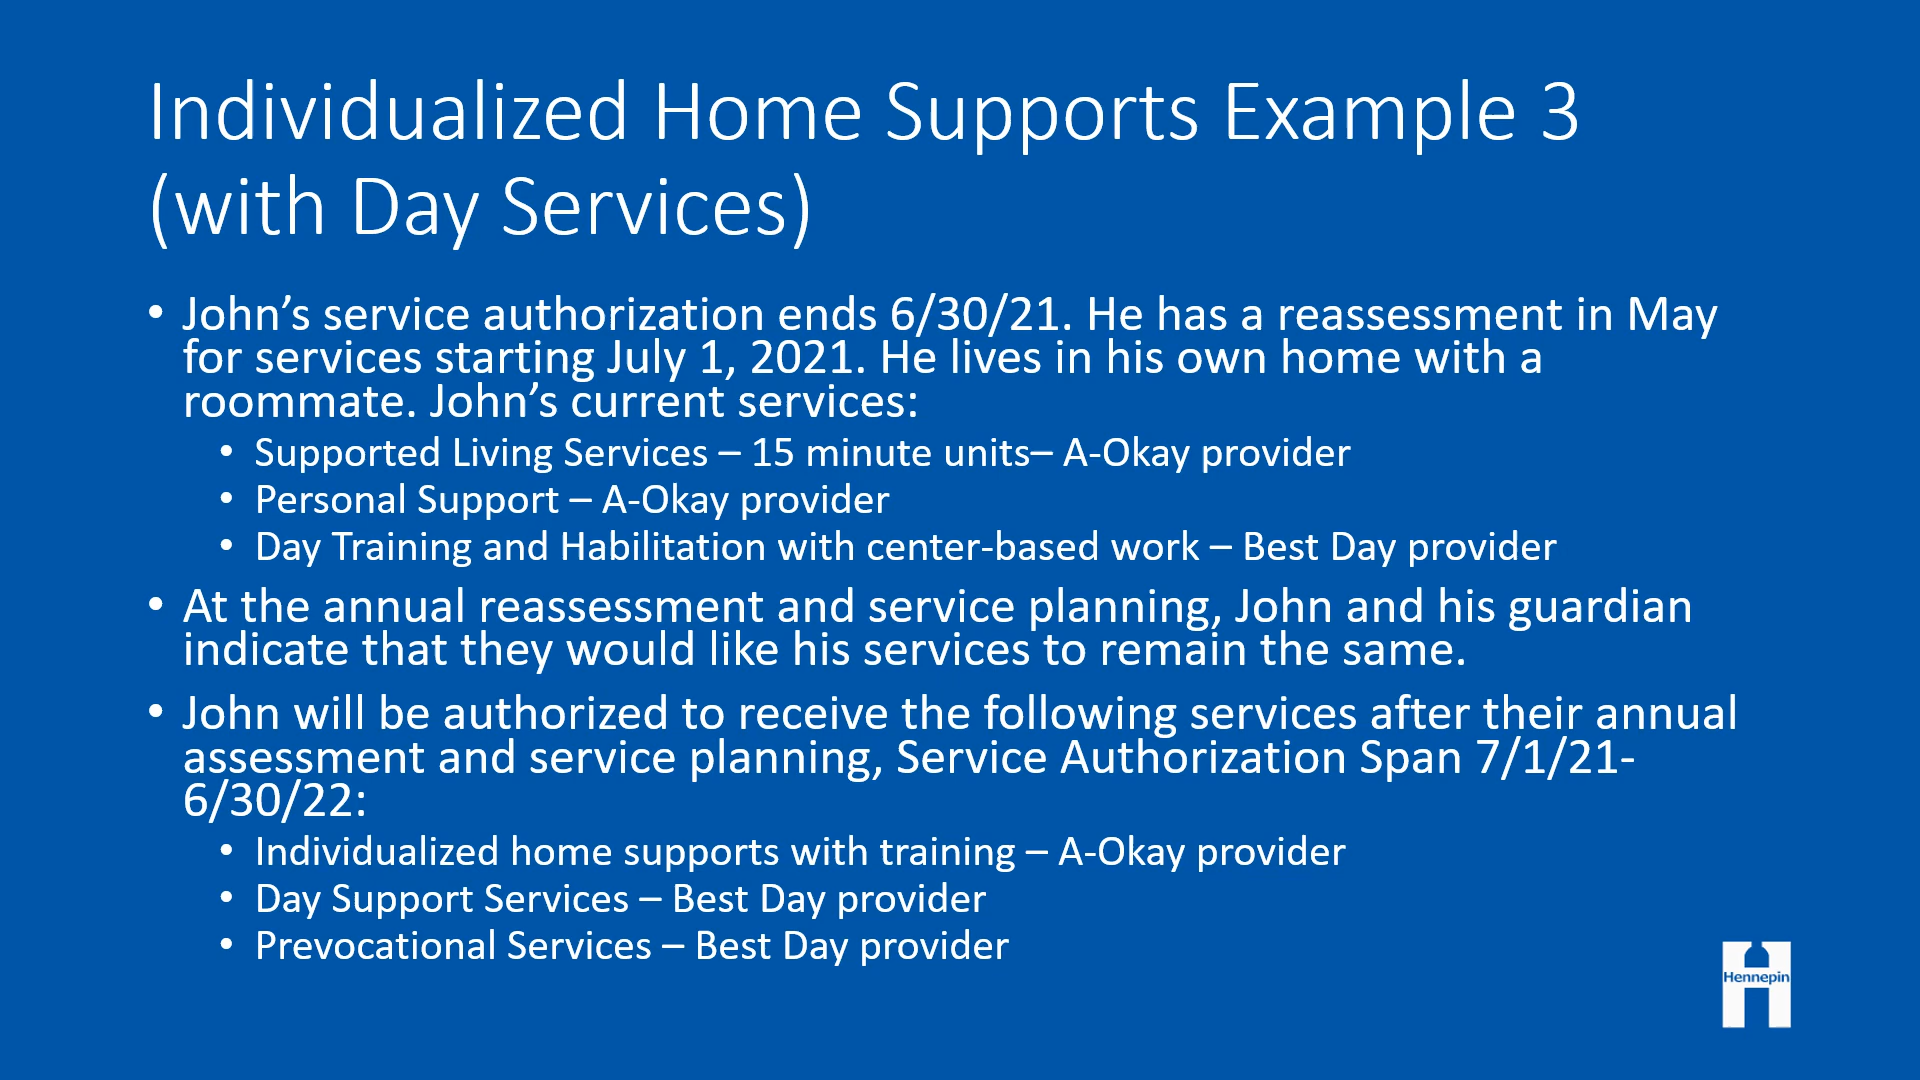 Individualized Home Supports Example 3
(with Day Services)
• John’s service authorization ends 6/30/21. He has a reassessment in May
for services starting July 1, 2021. He lives in his own home with a
roommate. John’s current services:
• Supported Living Services – 15 minute units– A-Okay provider
• Personal Support – A-Okay provider
• Day Training and Habilitation with center-based work – Best Day provider
• At the annual reassessment and service planning, John and his guardian
indicate that they would like his services to remain the same.
• John will be authorized to receive the following services after their annual
assessment and service planning, Service Authorization Span 7/1/21-
6/30/22:
• Individualized home supports with training – A-Okay provider
• Day Support Services – Best Day provider
• Prevocational Services – Best Day provider
Hennepin